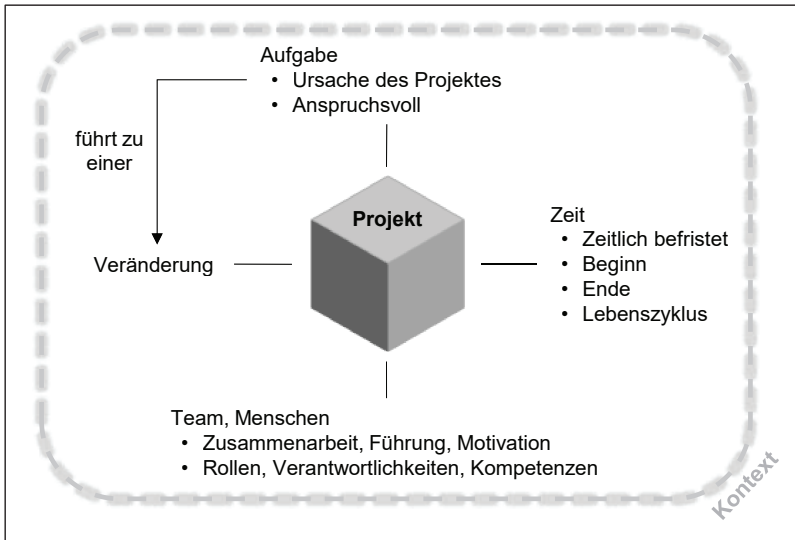 Aufgabe
• Ursache des Projektes
• Anspruchsvoll
führt zu
einer
Projekt
Veränderung
Zeit
• Zeitlich befristet
• Beginn
• Ende
• Lebenszyklus
Team, Menschen
• Zusammenarbeit, Führung, Motivation
• Rollen, Verantwortlichkeiten, Kompetenzen
Kontext